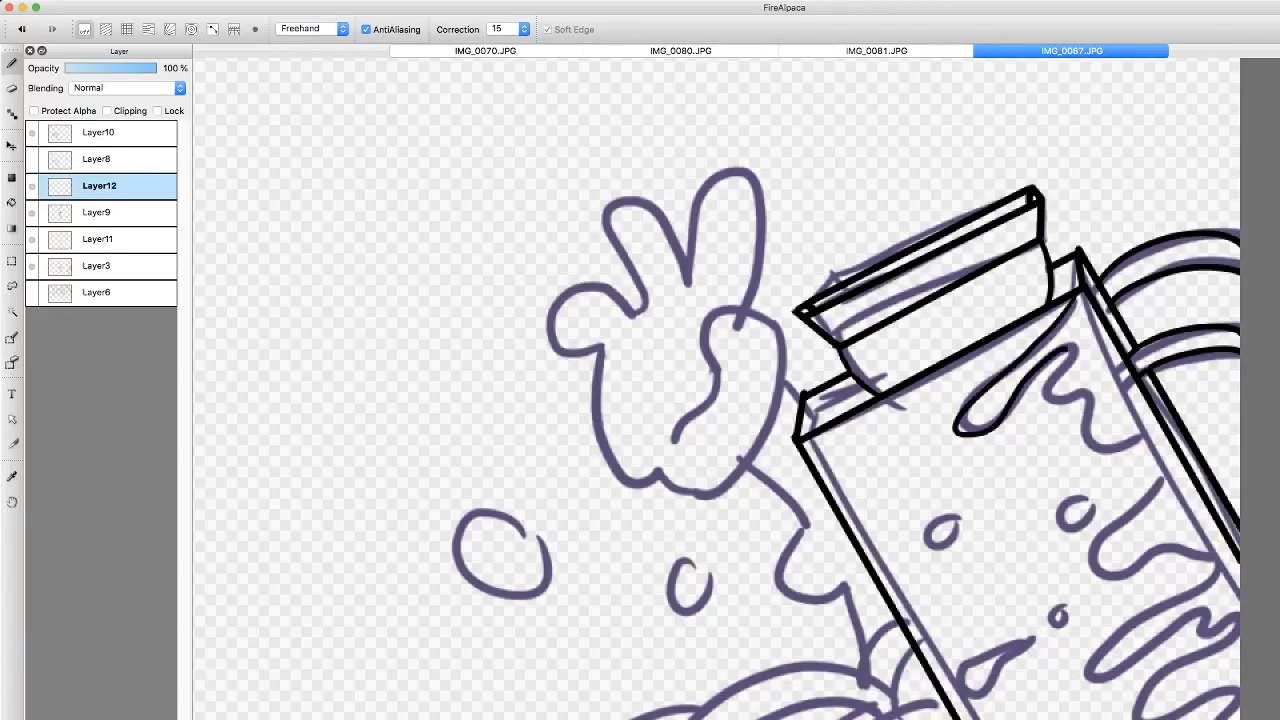 FireAlpaca
off
Freehand
AntiAliasing
Correction
15
Soft Edge
Layer
IMG_0070.JPG
IMG_0080.JPG
IMG_0081.JPG
IMG_0087.JPG
Opacity
100 %
Blending
Normal
Protect Alpha
Clipping
Lock
Layer10
Layer8
Layer12
Layer9
Layer11
Layer3
Layer6
T